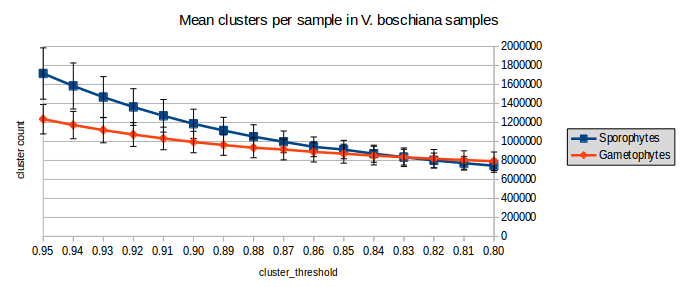 Mean clusters per sample in V. boschiana samples
2000000
1800000
1600000
1400000
1200000
1000000
800000
600000
400000
200000
0
cluster count
0.95 0.94 0.93 0.92 0.91 0.90 0.89 0.88 0.87 0.86 0.85 0.84 0.83 0.82 0.81 0.80
cluster_threshold
Sporophytes
Gametophytes